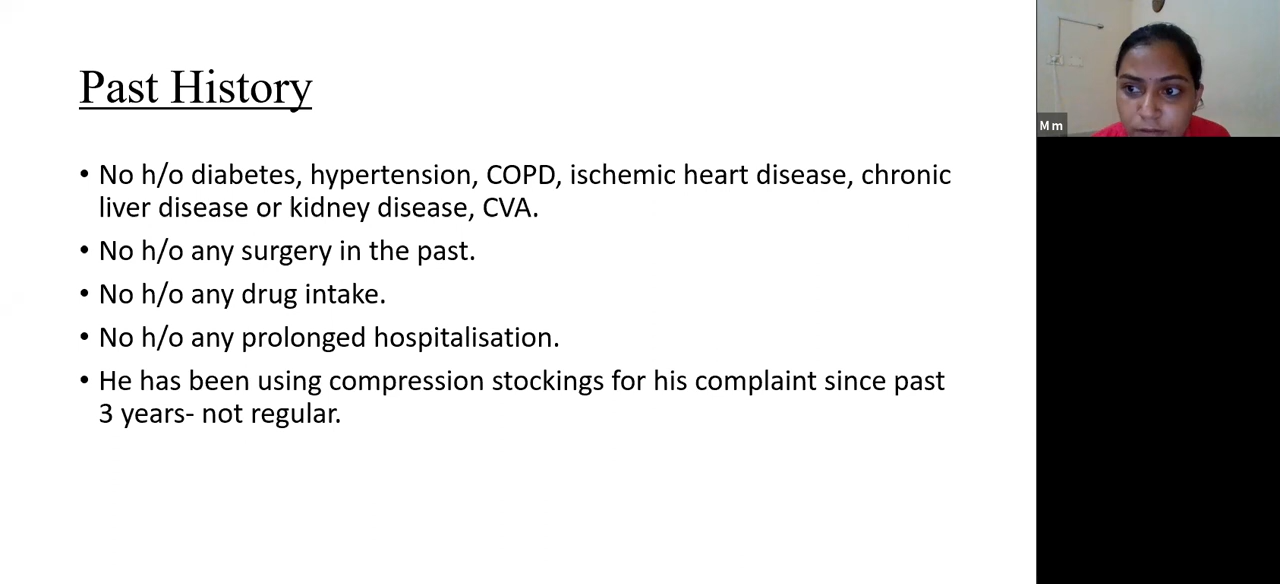 Past History
• No h/o diabetes, hypertension, COPD, ischemic heart disease, chronic
liver disease or kidney disease, CVA.
• No h/o any surgery in the past.
• No h/o any drug intake.
• No h/o any prolonged hospitalisation.
• He has been using compression stockings for his complaint since past
3 years- not regular.
M m